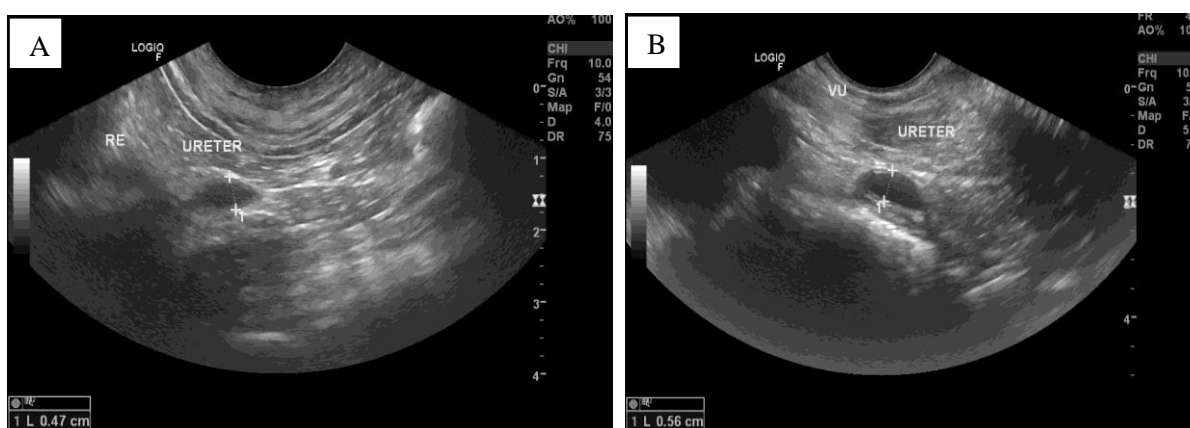 A
LOGIQ
F
RE
URETER
AO% 100
CHI
Frq 10.0
Gn 54
S/A 3/3
Map F/0
D 4.0
DR 75
0
1
2
3
4
1
1 L 0.47 cm
B
LOGIQ
F
VU
URETER
FR
AO%
CHI
Frq
Gn
S/A
Map
D
DR
0
4
1
1 L 0.56 cm